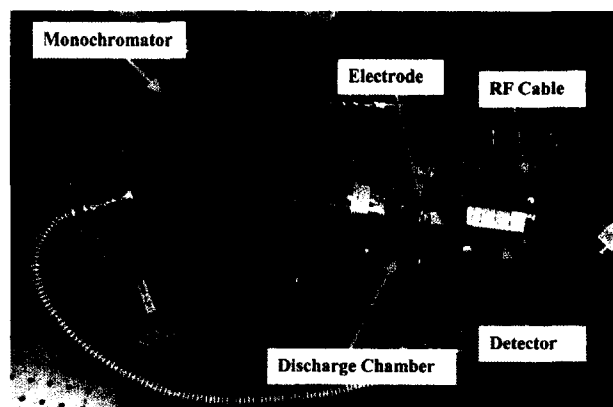 Monochromator
Electrode
RF Cable
Detector
Discharge Chamber